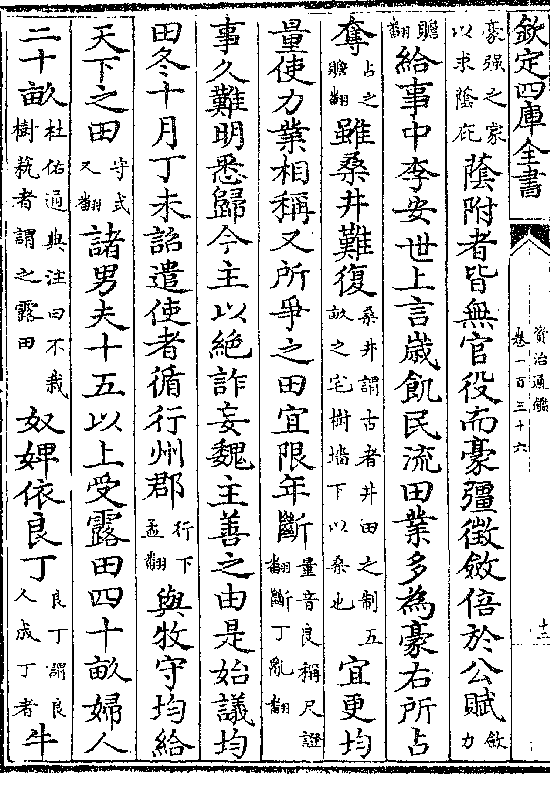 欽定四庫全書
資治通鑑
卷一百三十六
豪强之家以求蔭庇蔭附者皆無官役而豪彊徵斂倍於公賦斂力
贍翻給事中李安世上言歲飢民流田業多為豪右所占
奪占之贍翻雖桑井難復桑井謂古者井田之制五畝之宅樹墻下以桑也宜更均
量使力業相稱又所爭之田宜限年斷量音良稱尺證翻斷丁亂翻
事久難明悉歸今主以絶詐妄魏主善之由是始議均
田冬十月丁未詔遣使者循行州郡行下孟翻與牧守均給
天下之田守式又翻諸男夫十五以上受露田四十畝婦人
二十畝杜佑通典注曰不栽樹蓺者謂之露田奴婢依良丁良丁謂良人成丁者牛